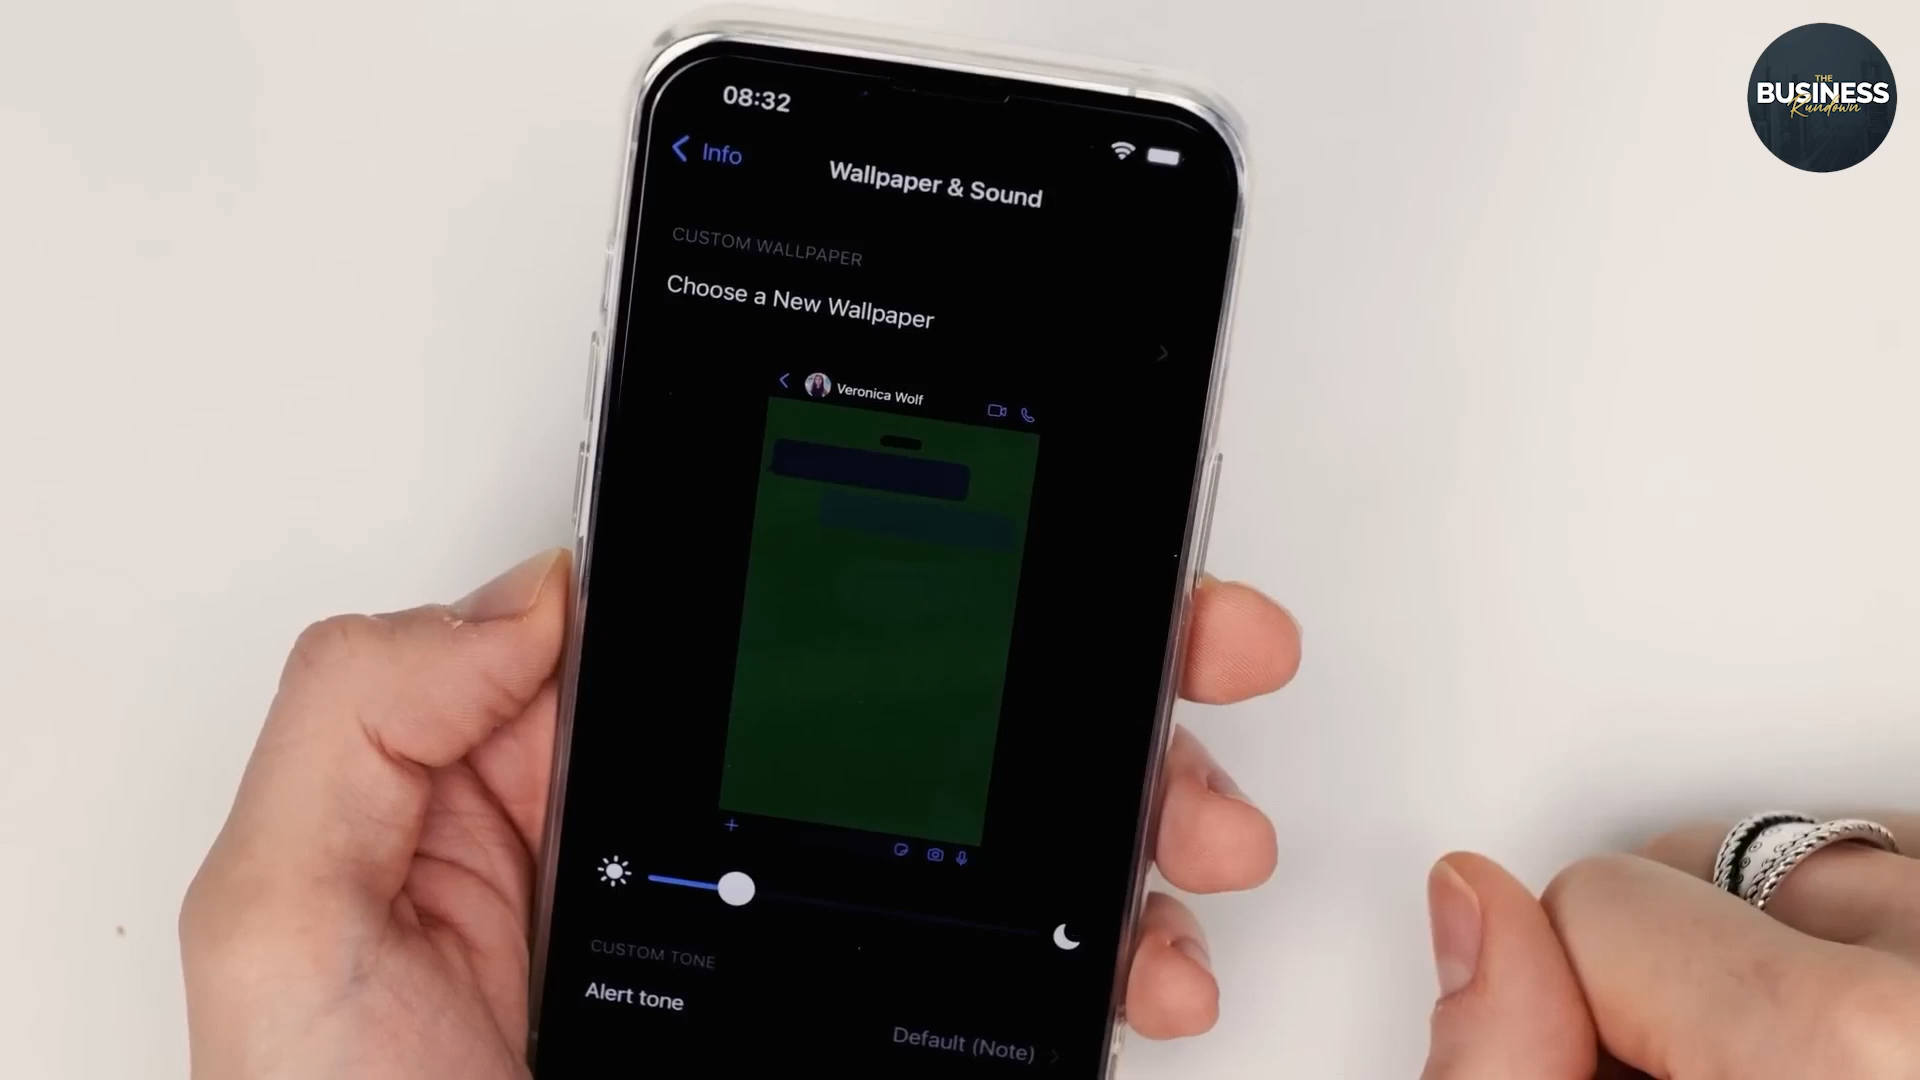 THE
BUSINESS
Rundown
08:32
Info
Wallpaper & Sound
CUSTOM WALLPAPER
Choose a New Wallpaper
Veronica Wolf
CUSTOM TONE
Alert tone
Default (Note)